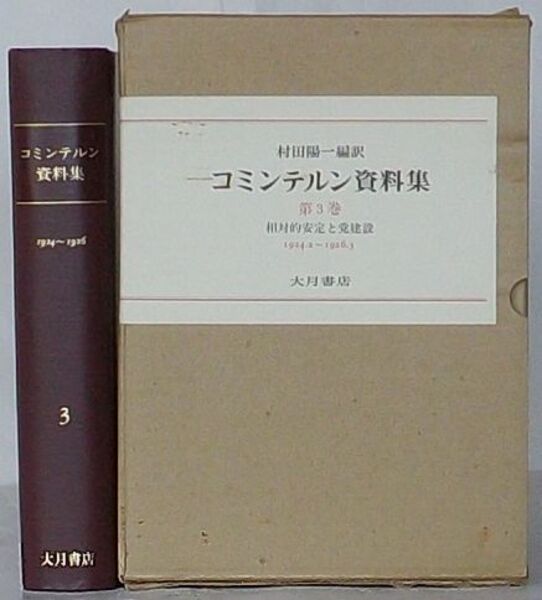 コミンテルン
資料集
1924〜1926
3
大月書店
村田陽一編訳
コミンテルン資料集
第3巻
相対的安定と党建設
1924.2〜1926.3
大月書店